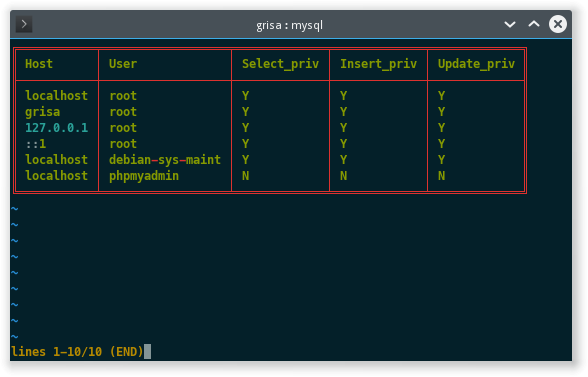 grisa : mysql
Host User Select_priv Insert_priv Update_priv
localhost root Y Y Y
grisa root Y Y Y
127.0.0.1 root Y Y Y
::1 root Y Y Y
localhost debian-sys-maint Y Y Y
localhost phpmyadmin N N N
~
~
~
~
~
~
~
~
~
lines 1-10/10 (END)